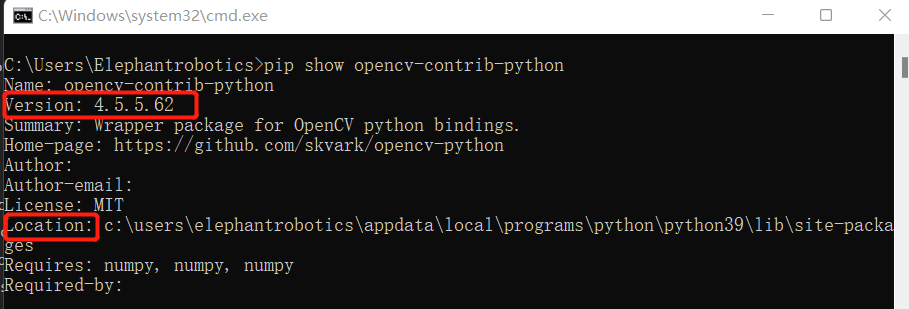 C:\Windows\system32\cmd.exe
C:\Users\Elephantrobotics>pip show opencv-contrib-python
Name: opencv-contrib-python
Version: 4.5.5.62
Summary: Wrapper package for OpenCV python bindings.
Home-page: https://github.com/skvark/opencv-python
Author:
Author-email:
License: MIT
Location: c:\users\elephantrobotics\appdata\local\programs\python\python39\lib\site-packa
ges
Requires: numpy, numpy, numpy
Required-by: